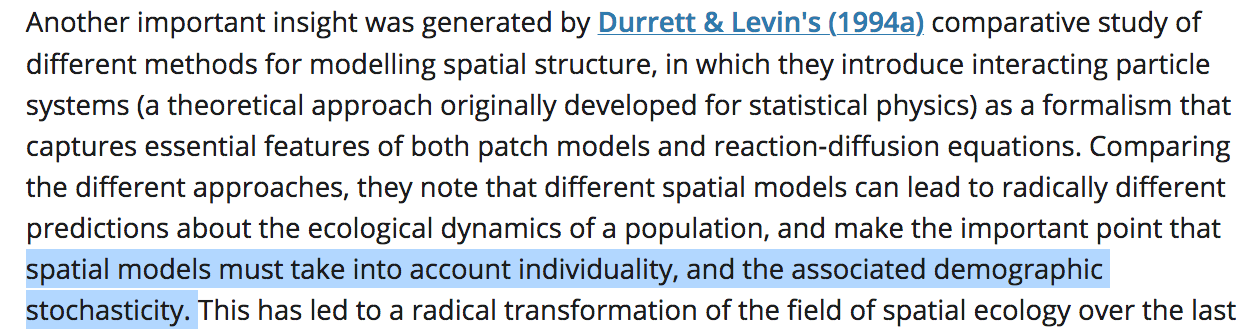 Another important insight was generated by Durrett & Levin's (1994a) comparative study of
different methods for modelling spatial structure, in which they introduce interacting particle
systems (a theoretical approach originally developed for statistical physics) as a formalism that
captures essential features of both patch models and reaction-diffusion equations. Comparing
the different approaches, they note that different spatial models can lead to radically different
predictions about the ecological dynamics of a population, and make the important point that
spatial models must take into account individuality, and the associated demographic
stochasticity. This has led to a radical transformation of the field of spatial ecology over the last